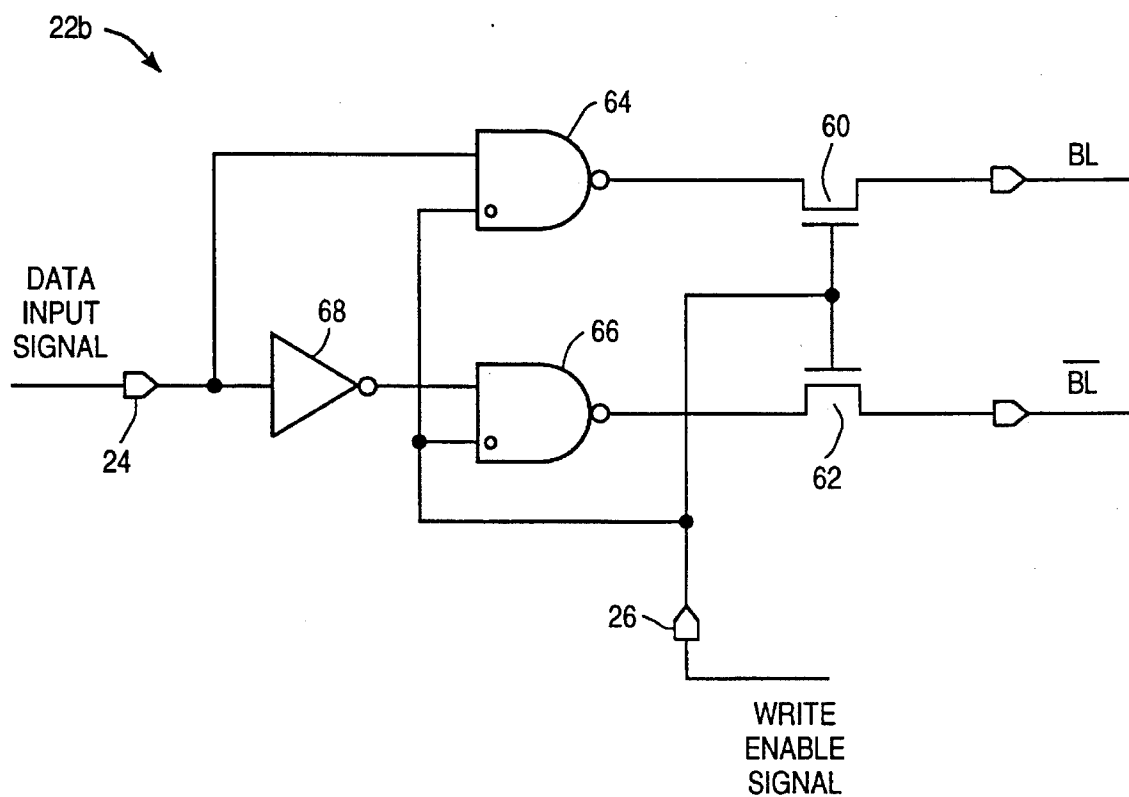 22b
64
60
BL
DATA
INPUT
SIGNAL
68
66
BL
24
62
26
WRITE
ENABLE
SIGNAL